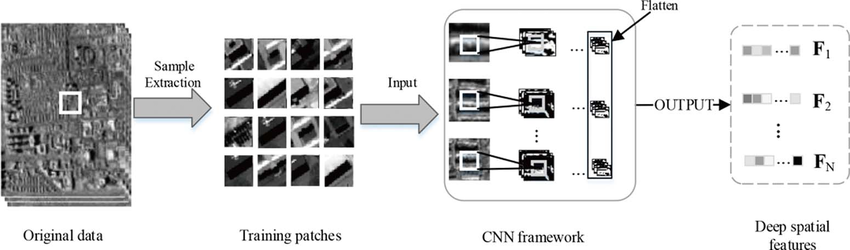 Sample
Extraction
Input
Flatten
OUTPUT
F1
F2
FN
Original data
Training patches
CNN framework
Deep spatial
features